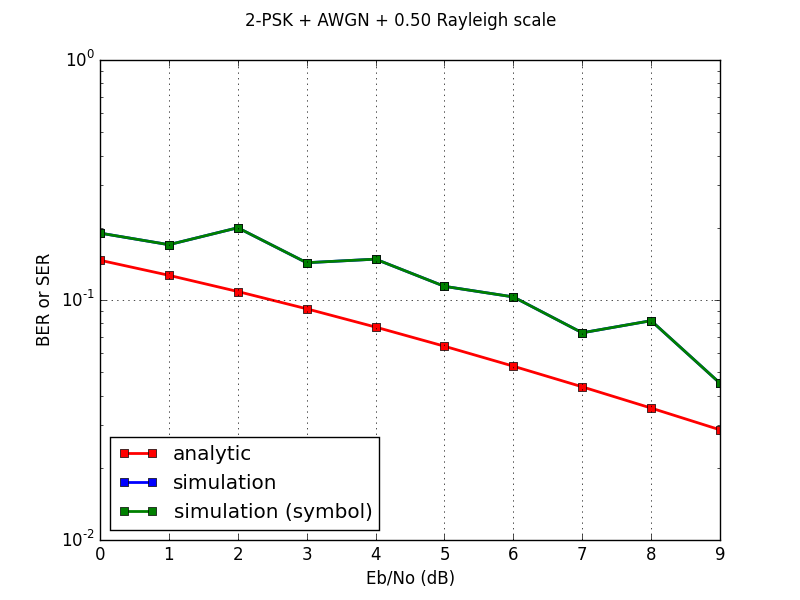 2-PSK + AWGN + 0.50 Rayleigh scale
10^0
10^-1
10^-2
BER or SER
analytic
simulation
simulation (symbol)
0 1 2 3 4 5 6 7 8 9
Eb/No (dB)